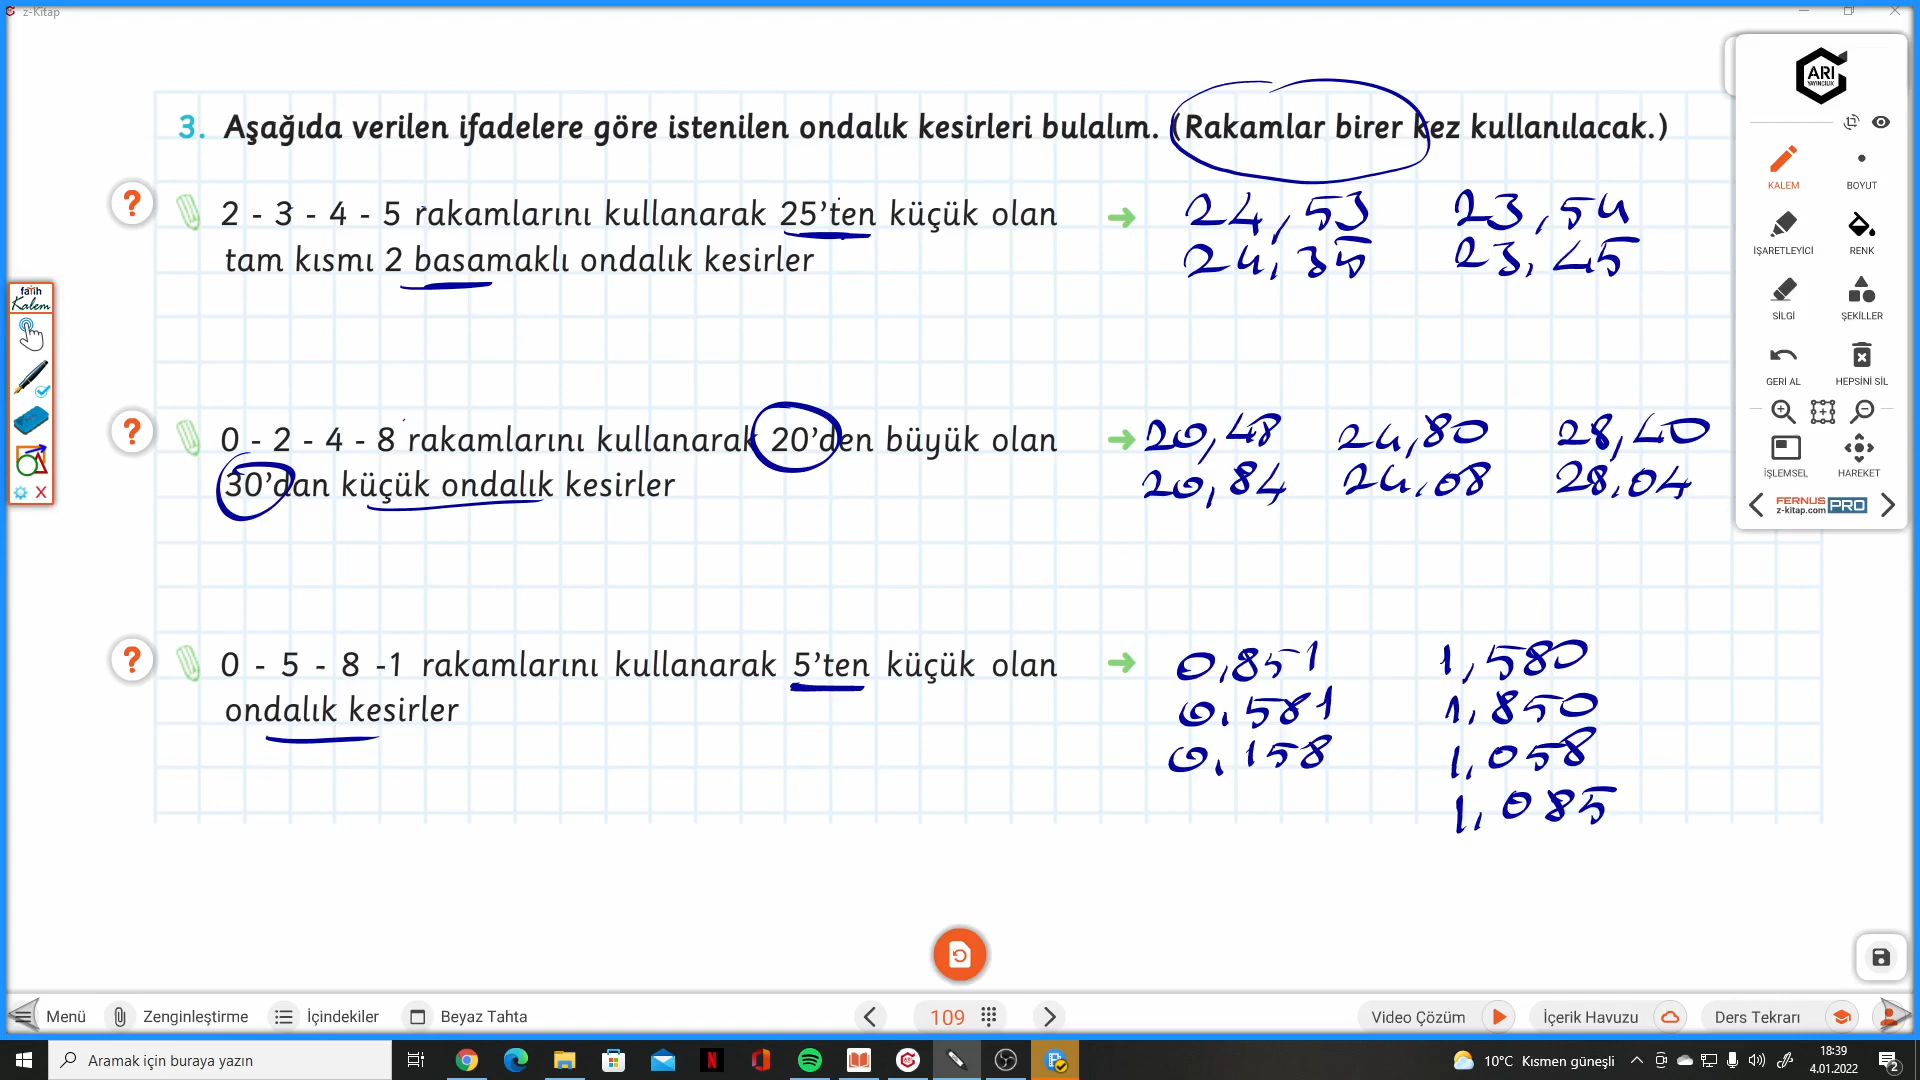 z-Kitap
3. Aşağıda verilen ifadelere göre istenilen ondalık kesirleri bulalım. (Rakamlar birer kez kullanılacak.)
? 2 - 3 - 4 - 5 rakamlarını kullanarak 25'ten küçük olan
tam kısmı 2 basamaklı ondalık kesirler
24,53 23,54
24,35 23,45
? 0 - 2 - 4 - 8 rakamlarını kullanarak 20'den büyük olan
30'dan küçük ondalık kesirler
20,48 24,80 28,40
20,84 24,08 28,04
? 0 - 5 - 8 -1 rakamlarını kullanarak 5'ten küçük olan
ondalık kesirler
0,851 1,580
0,581 1,850
0,158 1,058
1,085
fatih
Kalem
X
ARI
YAYINCILIK
KALEM BOYUT
İŞARETLEYİCİ RENK
SİLGİ ŞEKİLLER
GERİ AL HEPSİNİ SİL
İŞLEMSEL HAREKET
FERNUS
z-kitap.com PRO
Menü Zenginleştirme İçindekiler Beyaz Tahta 109 Video Çözüm İçerik Havuzu Ders Tekrarı
Aramak için buraya yazın
10°C Kısmen güneşli
18:39
4.01.2022
2